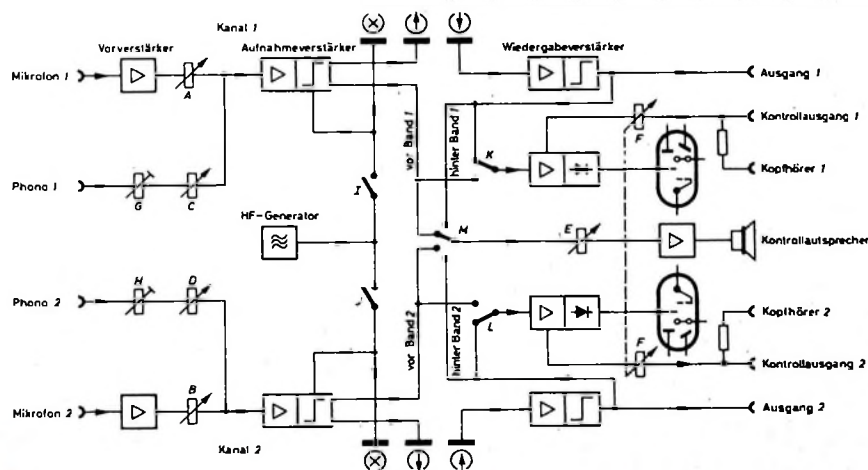 Kanal 1
Vorverstärker
Aufnahmeverstärker
Wiedergabeverstärker
Mikrofon 1
A
Ausgang 1
vor Band 1
hinter Band 1
F
Kontrollausgang 1
K
Phono 1
G
C
I
Kopfhörer 1
HF-Generator
M
E
Kontrollautsprecher
Phono 2
H
D
J
vor Band 2
hinter Band 2
L
Kopfhörer 2
F
Kontrollausgang 2
Mikrofon 2
B
Ausgang 2
Kanal 2